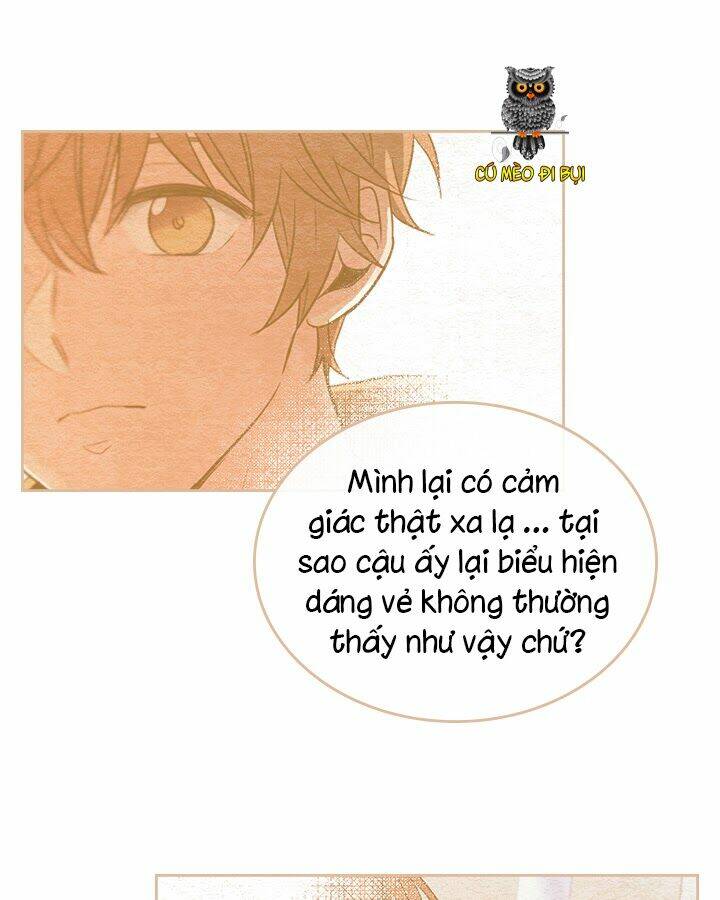 CÚ MÈO ĐI BỤI
Mình lại có cảm
giác thật xa lạ ... tại
sao cậu ấy lại biểu hiện
dáng vẻ không thường
thấy như vậy chứ?